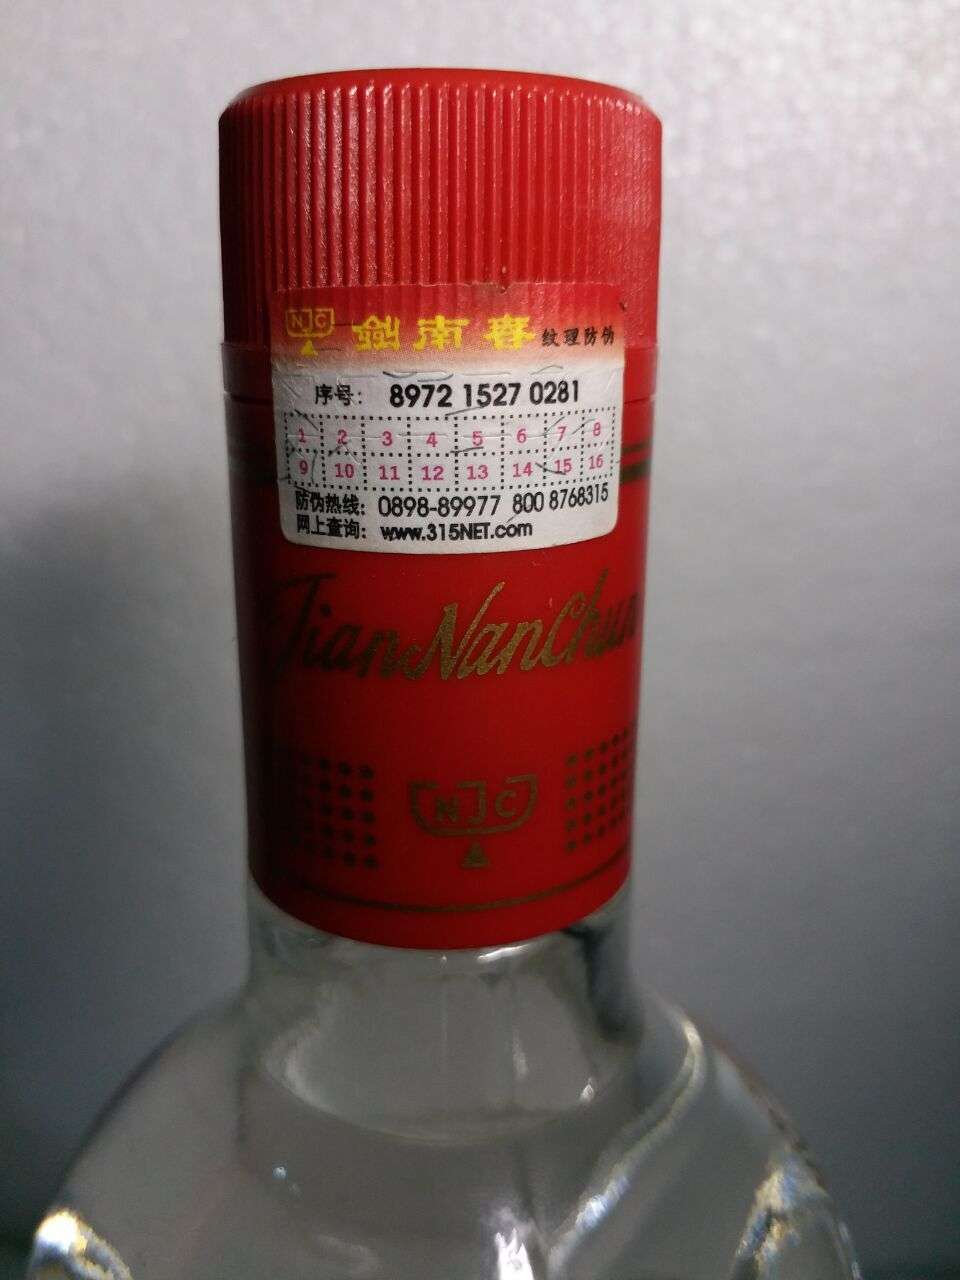 NJC 剑南春 纹理防伪
序号： 8972 1527 0281
1 2 3 4 5 6 7 8
9 10 11 12 13 14 15 16
防伪热线： 0898-89977 800 8768315
网上查询： www.315NET.com
JianNanChun
NJC